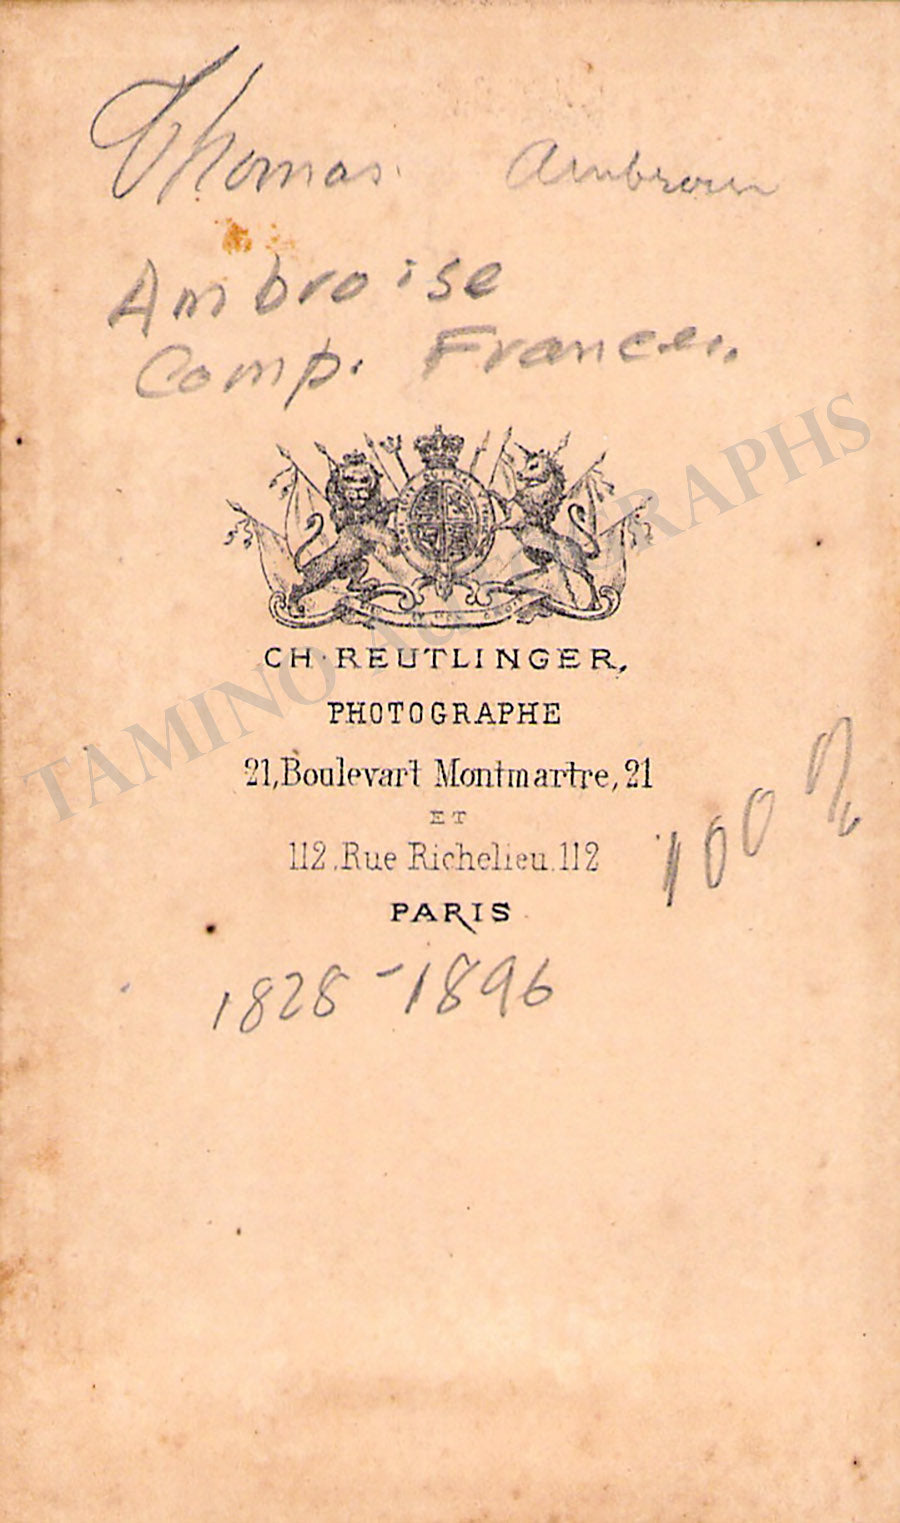 Thomas.
Ambroise
Comp. Frances.
CH. REUTLINGER,
PHOTOGRAPHE
21, Boulevart Montmartre, 21
ET
112, Rue Richelieu, 112
PARIS
100
1828-1896
TAMINO AUTOGRAPHS